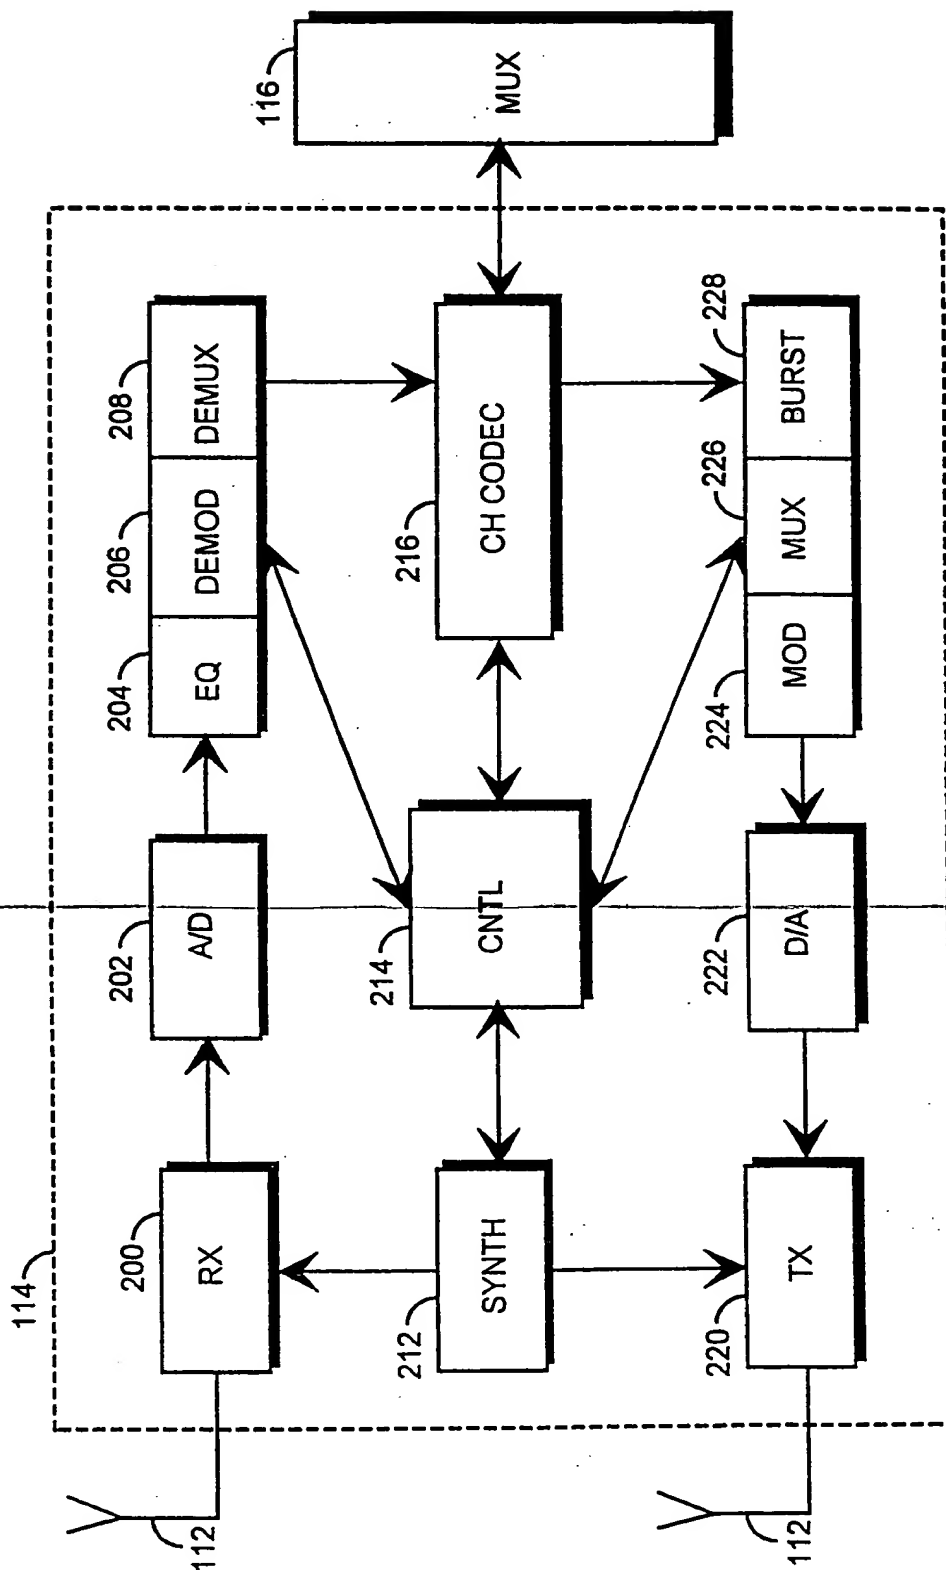 114
112
200
RX
202
A/D
204
EQ
206
DEMOD
208
DEMUX
212
SYNTH
214
CNTL
216
CH CODEC
116
MUX
112
220
TX
222
D/A
224
MOD
226
MUX
228
BURST